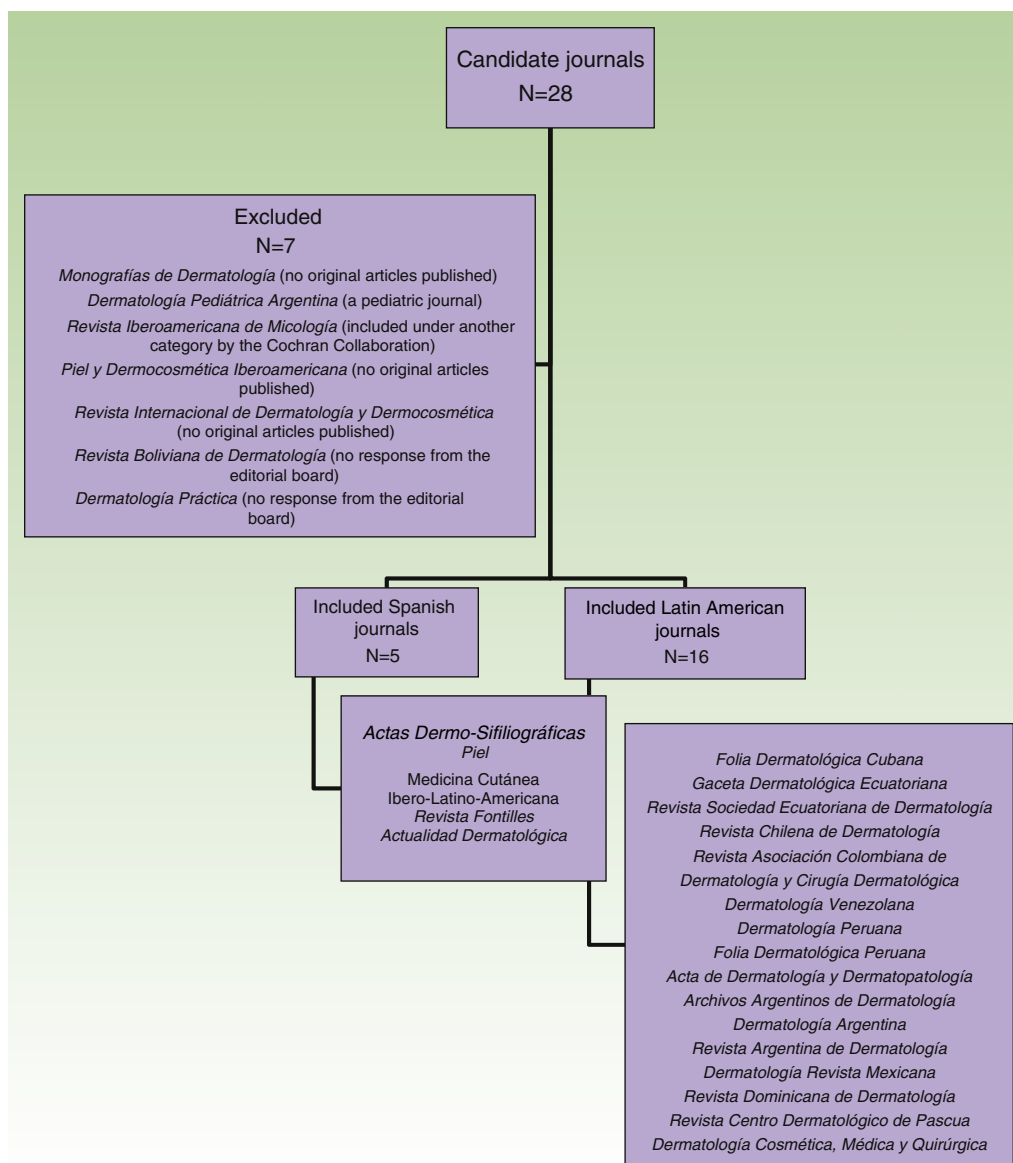 Candidate journals
N=28
Excluded
N=7
Monografías de Dermatología (no original articles published)
Dermatología Pediátrica Argentina (a pediatric journal)
Revista Iberoamericana de Micología (included under another
category by the Cochran Collaboration)
Piel y Dermocosmética Iberoamericana (no original articles
published)
Revista Internacional de Dermatología y Dermocosmética
(no original articles published)
Revista Boliviana de Dermatología (no response from the
editorial board)
Dermatología Práctica (no response from the editorial
board)
Included Spanish
journals
N=5
Included Latin American
journals
N=16
Actas Dermo-Sifiliográficas
Piel
Medicina Cutánea
Ibero-Latino-Americana
Revista Fontilles
Actualidad Dermatológica
Folia Dermatológica Cubana
Gaceta Dermatológica Ecuatoriana
Revista Sociedad Ecuatoriana de Dermatología
Revista Chilena de Dermatología
Revista Asociación Colombiana de
Dermatología y Cirugía Dermatológica
Dermatología Venezolana
Dermatología Peruana
Folia Dermatológica Peruana
Acta de Dermatología y Dermatopatología
Archivos Argentinos de Dermatología
Dermatología Argentina
Revista Argentina de Dermatología
Dermatología Revista Mexicana
Revista Dominicana de Dermatología
Revista Centro Dermatológico de Pascua
Dermatología Cosmética, Médica y Quirúrgica